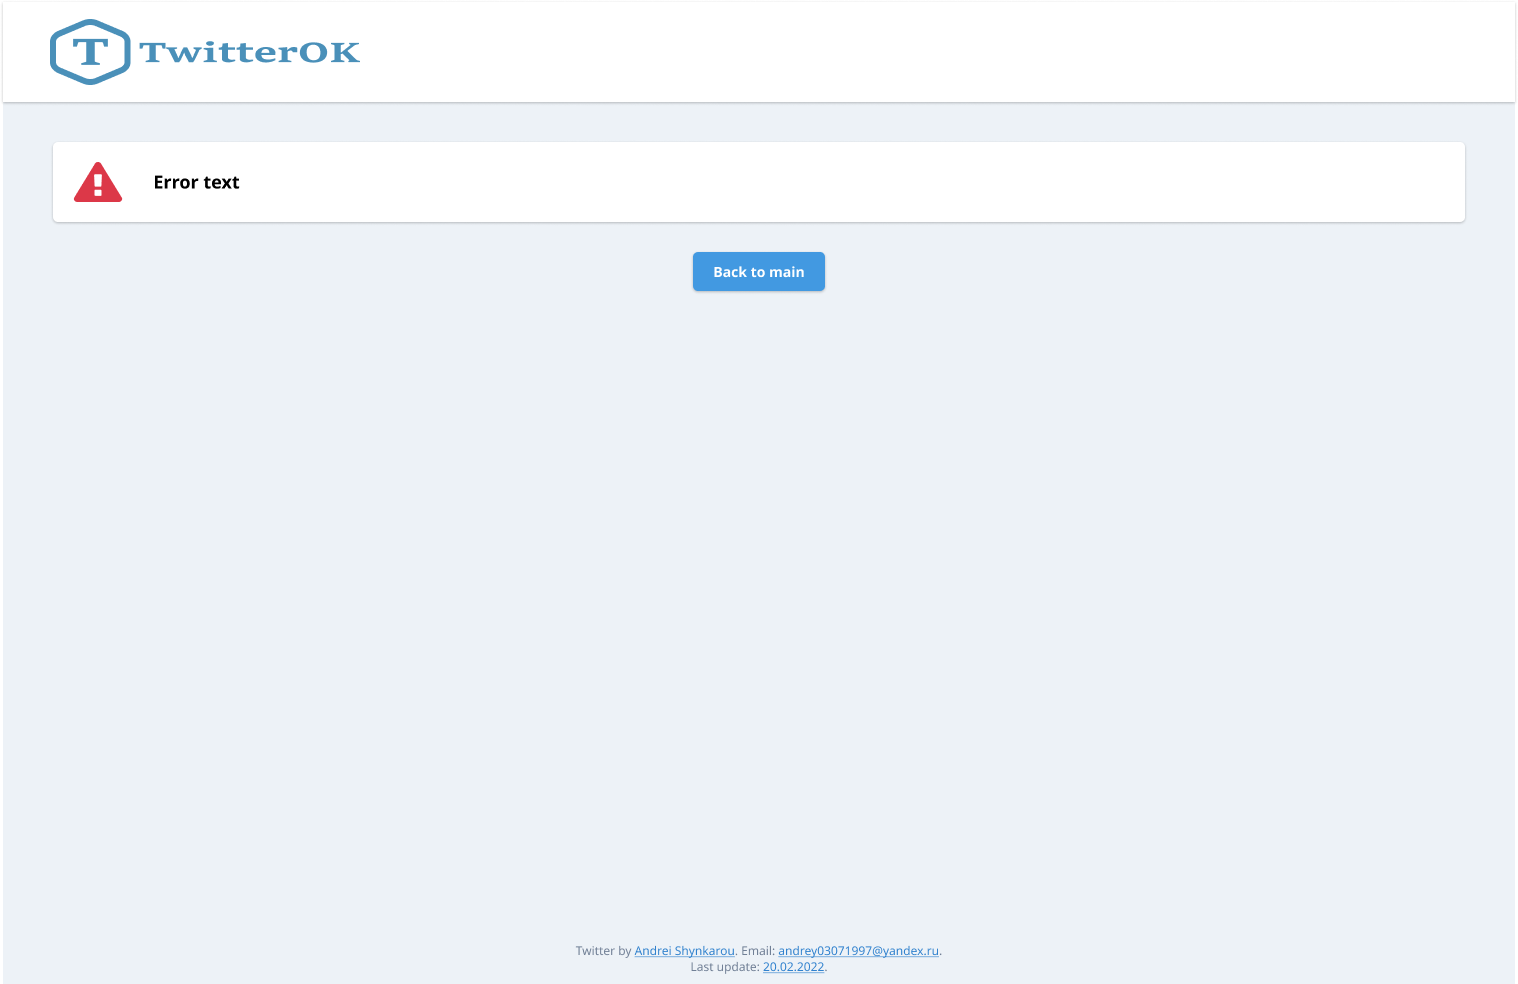 T TwitterOK
Error text
Back to main
Twitter by Andrei Shynkarou. Email: andrey03071997@yandex.ru.
Last update: 20.02.2022.